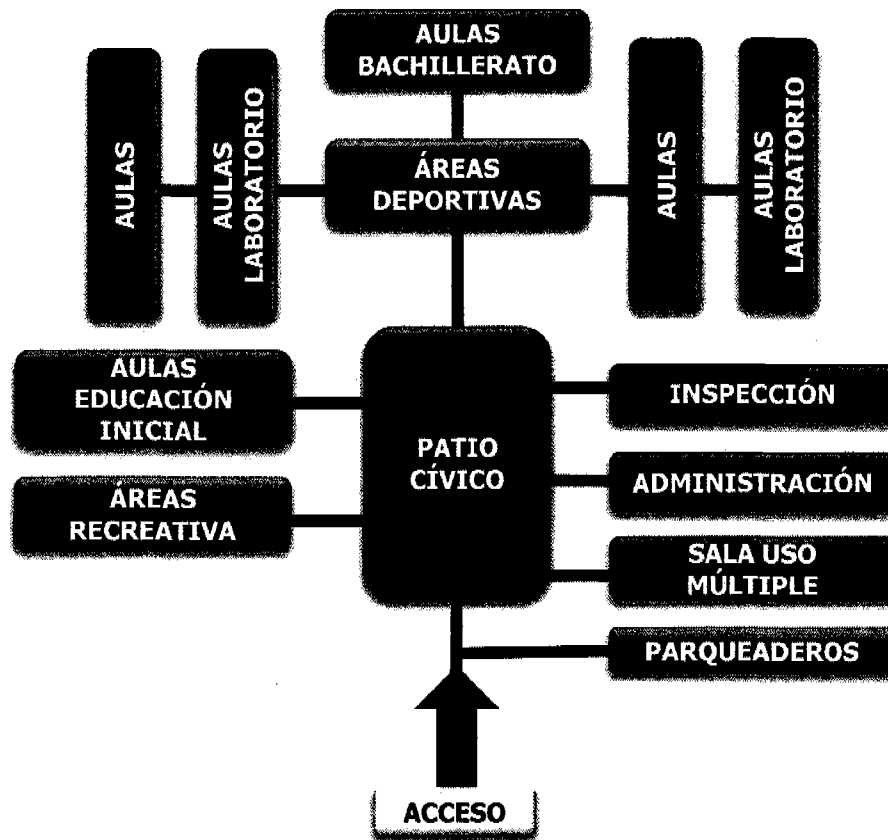 AULAS
BACHILLERATO
AULAS
AULAS
LABORATORIO
ÁREAS
DEPORTIVAS
AULAS
AULAS
LABORATORIO
AULAS
EDUCACIÓN
INICIAL
ÁREAS
RECREATIVA
PATIO
CÍVICO
INSPECCIÓN
ADMINISTRACIÓN
SALA USO
MÚLTIPLE
PARQUEADEROS
ACCESO